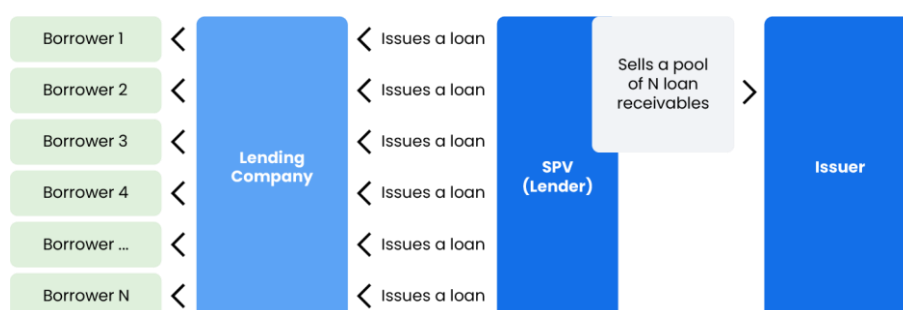 Borrower 1
Issues a loan
Borrower 2
Issues a loan
Borrower 3
Issues a loan
Borrower 4
Issues a loan
Borrower ...
Issues a loan
Borrower N
Issues a loan
Lending
Company
SPV
(Lender)
Sells a pool
of N loan
receivables
Issuer